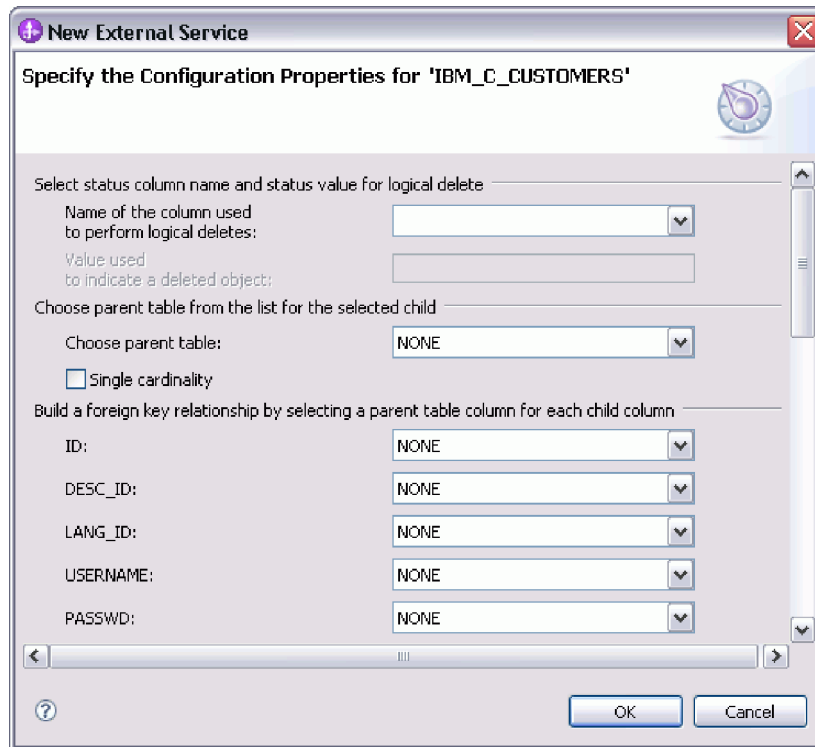 New External Service
Specify the Configuration Properties for 'IBM_C_CUSTOMERS'
Select status column name and status value for logical delete
Name of the column used
to perform logical deletes:
Value used
to indicate a deleted object:
Choose parent table from the list for the selected child
Choose parent table: NONE
Single cardinality
Build a foreign key relationship by selecting a parent table column for each child column
ID: NONE
DESC_ID: NONE
LANG_ID: NONE
USERNAME: NONE
PASSWD: NONE
? OK Cancel